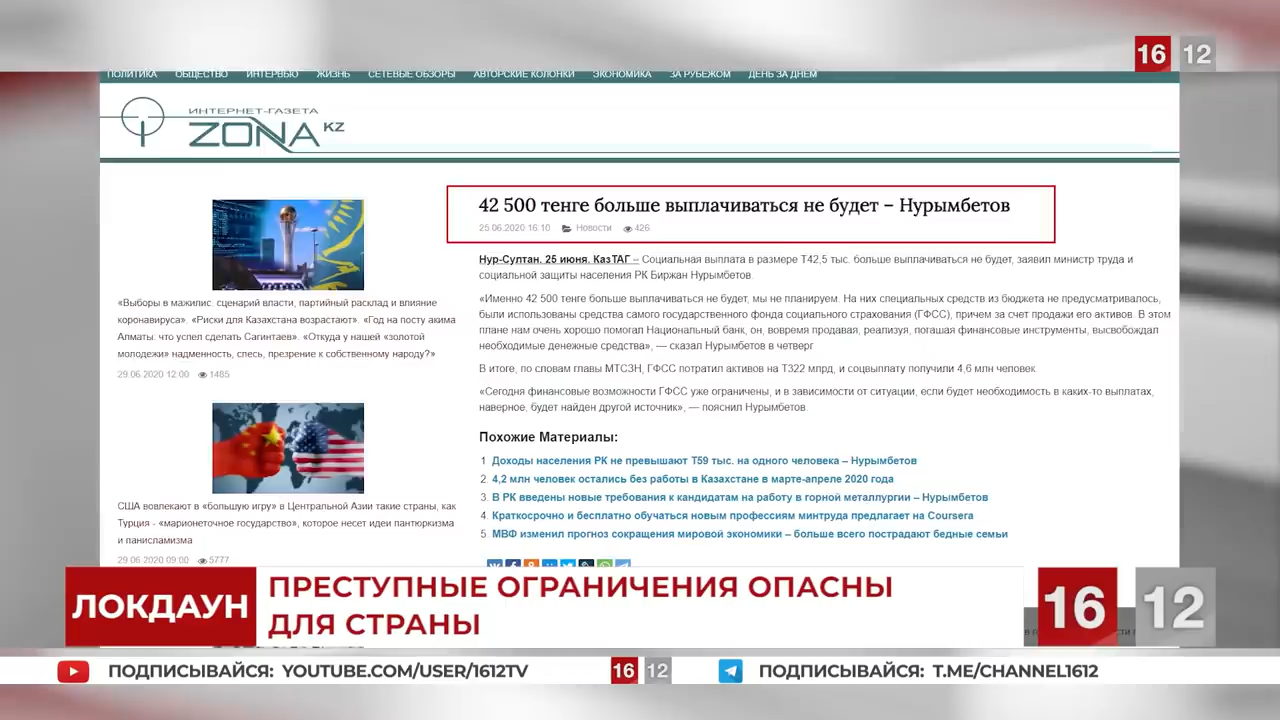 16 12
ПОЛИТИКА ОБЩЕСТВО ИНТЕРВЬЮ ЖИЗНЬ СЕТЕВЫЕ ОБЗОРЫ АВТОРСКИЕ КОЛОНКИ ЭКОНОМИКА ЗА РУБЕЖОМ ДЕНЬ ЗА ДНЕМ
ИНТЕРНЕТ-ГАЗЕТА
ZONA KZ
«Выборы в мажилис: сценарий власти, партийный расклад и влияние
коронавируса». «Риски для Казахстана возрастают». «Год на посту акима
Алматы: что успел сделать Сагинтаев». «Откуда у нашей «золотой
молодежи» надменность, спесь, презрение к собственному народу?»
29.06.2020 12:00 1485
США вовлекают в «большую игру» в Центральной Азии такие страны, как
Турция - «марионеточное государство», которое несет идеи пантюркизма
и панисламизма
29.06.2020 09:00 5777
42 500 тенге больше выплачиваться не будет – Нурымбетов
25.06.2020 16:10 Новости 426
Нур-Султан. 25 июня. КазТАГ – Социальная выплата в размере Т42,5 тыс. больше выплачиваться не будет, заявил министр труда и
социальной защиты населения РК Биржан Нурымбетов.
«Именно 42 500 тенге больше выплачиваться не будет, мы не планируем. На них специальных средств из бюджета не предусматривалось,
были использованы средства самого государственного фонда социального страхования (ГФСС), причем за счет продажи его активов. В этом
плане нам очень хорошо помогал Национальный банк, он, вовремя продавая, реализуя, погашая финансовые инструменты, высвобождал
необходимые денежные средства», — сказал Нурымбетов в четверг.
В итоге, по словам главы МТСЗН, ГФСС потратил активов на Т322 млрд, и соцвыплату получили 4,6 млн человек.
«Сегодня финансовые возможности ГФСС уже ограничены, и в зависимости от ситуации, если будет необходимость в каких-то выплатах,
наверное, будет найден другой источник», — пояснил Нурымбетов.
Похожие Материалы:
1. Доходы населения РК не превышают Т59 тыс. на одного человека – Нурымбетов
2. 4,2 млн человек остались без работы в Казахстане в марте-апреле 2020 года
3. В РК введены новые требования к кандидатам на работу в горной металлургии – Нурымбетов
4. Краткосрочно и бесплатно обучаться новым профессиям минтруда предлагает на Coursera
5. МВФ изменил прогноз сокращения мировой экономики – больше всего пострадают бедные семьи
ЛОКДАУН
ПРЕСТУПНЫЕ ОГРАНИЧЕНИЯ ОПАСНЫ
ДЛЯ СТРАНЫ
16 12
ПОДПИСЫВАЙСЯ: YOUTUBE.COM/USER/1612TV 16 12 ПОДПИСЫВАЙСЯ: T.ME/CHANNEL1612